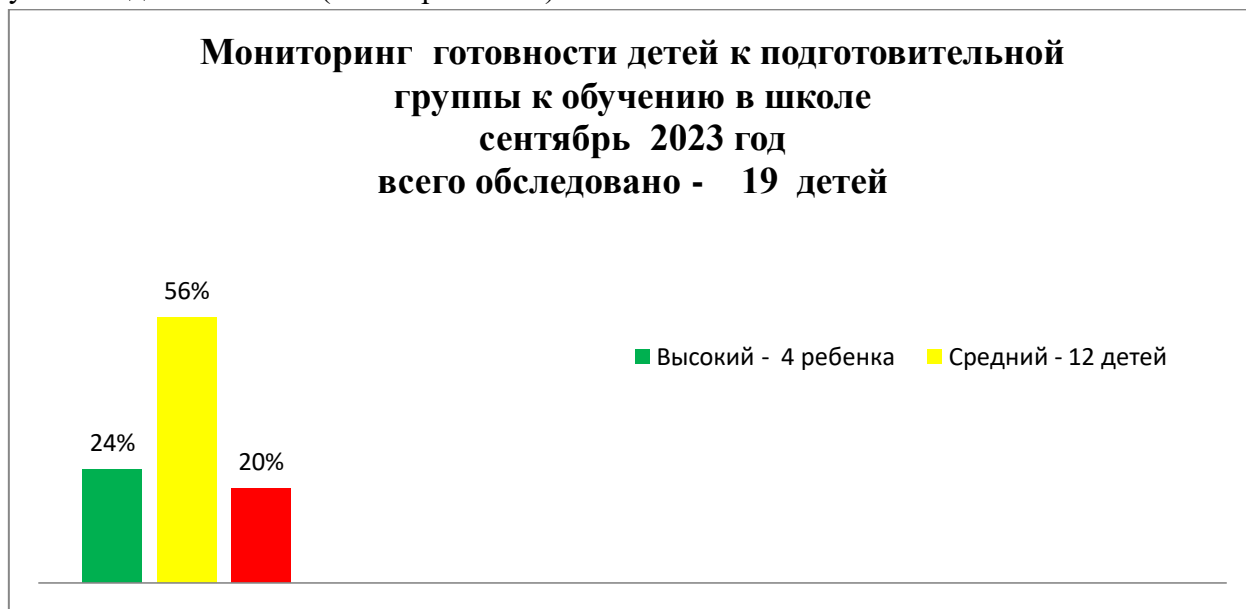 Мониторинг готовности детей к подготовительной
группы к обучению в школе
сентябрь 2023 год
всего обследовано - 19 детей
56%
24%
20%
Высокий - 4 ребенка Средний - 12 детей